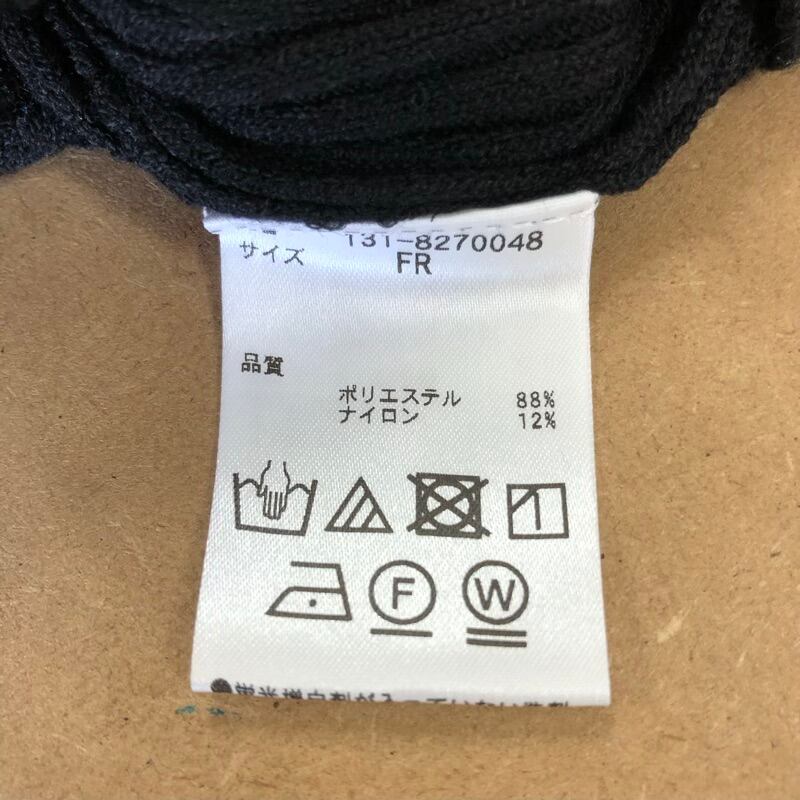 131-8270048
サイズ FR
品質
ポリエステル 88%
ナイロン 12%
F W